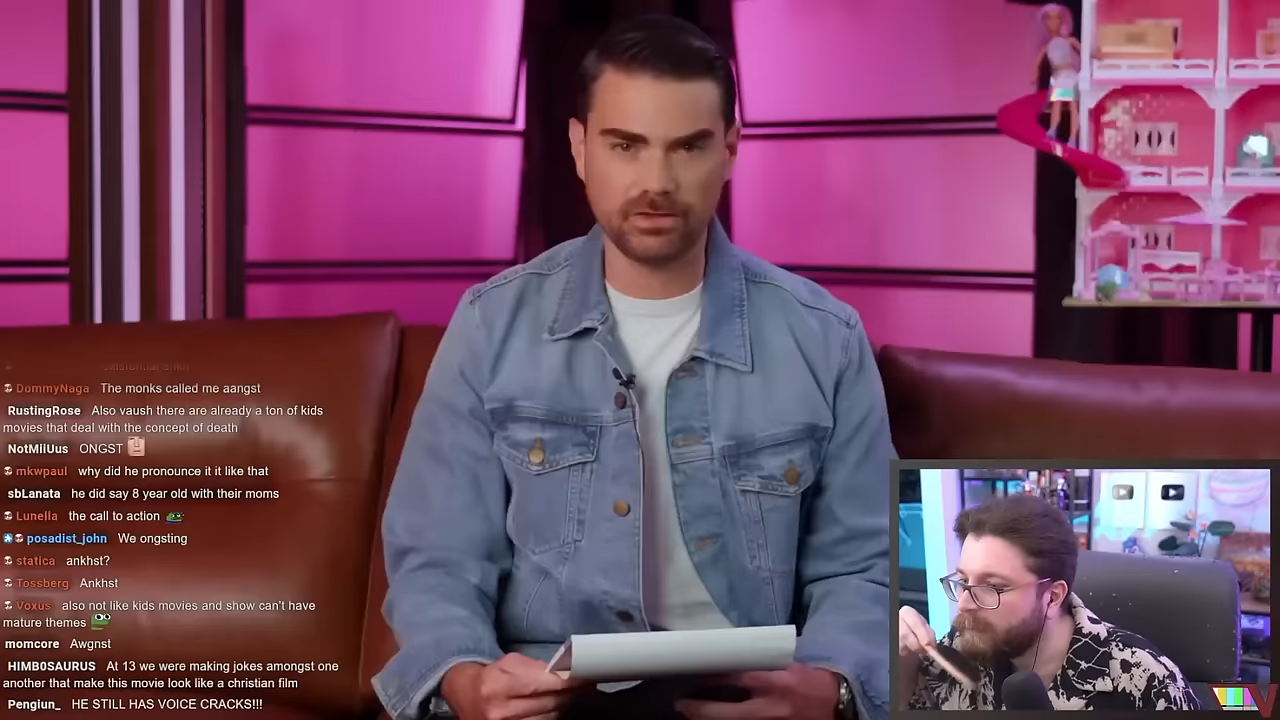 DommyNaga The monks called me aangst
RustingRose Also vaush there are already a ton of kids
movies that deal with the concept of death
NotMiiUus ONGST
mkwpaul why did he pronounce it it like that
sbLanata he did say 8 year old with their moms
Lunella the call to action
posadist_john We ongsting
statica ankhst?
Tossberg Ankhst
Voxus also not like kids movies and show can't have
mature themes
momcore Awgnst
HIMB0SAURUS At 13 we were making jokes amongst one
another that make this movie look like a christian film
Pengiun_ HE STILL HAS VOICE CRACKS!!!